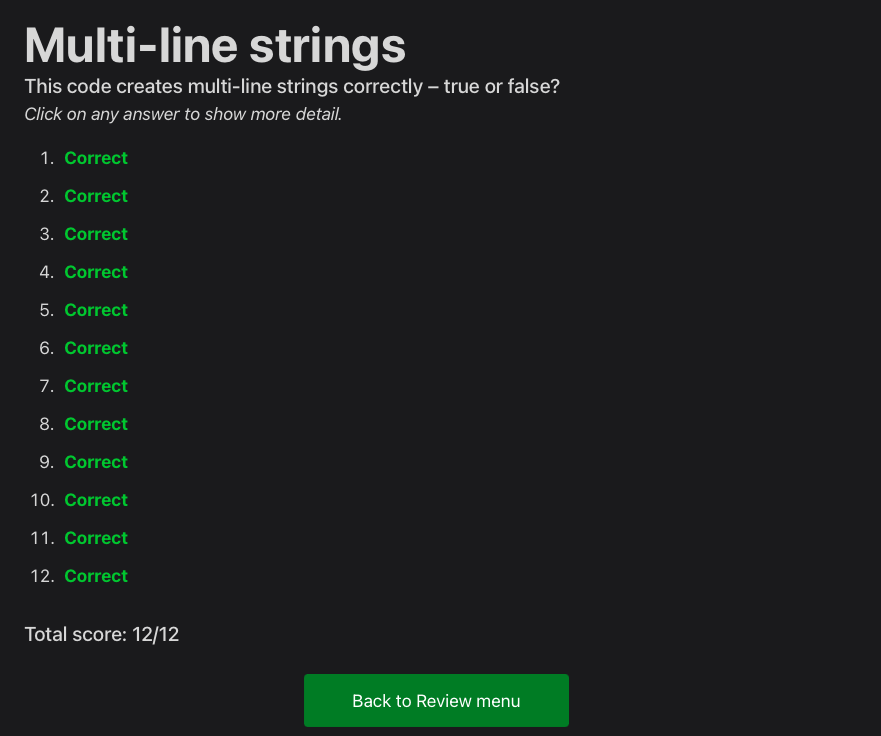 Multi-line strings
This code creates multi-line strings correctly – true or false?
Click on any answer to show more detail.
1. Correct
2. Correct
3. Correct
4. Correct
5. Correct
6. Correct
7. Correct
8. Correct
9. Correct
10. Correct
11. Correct
12. Correct
Total score: 12/12
Back to Review menu